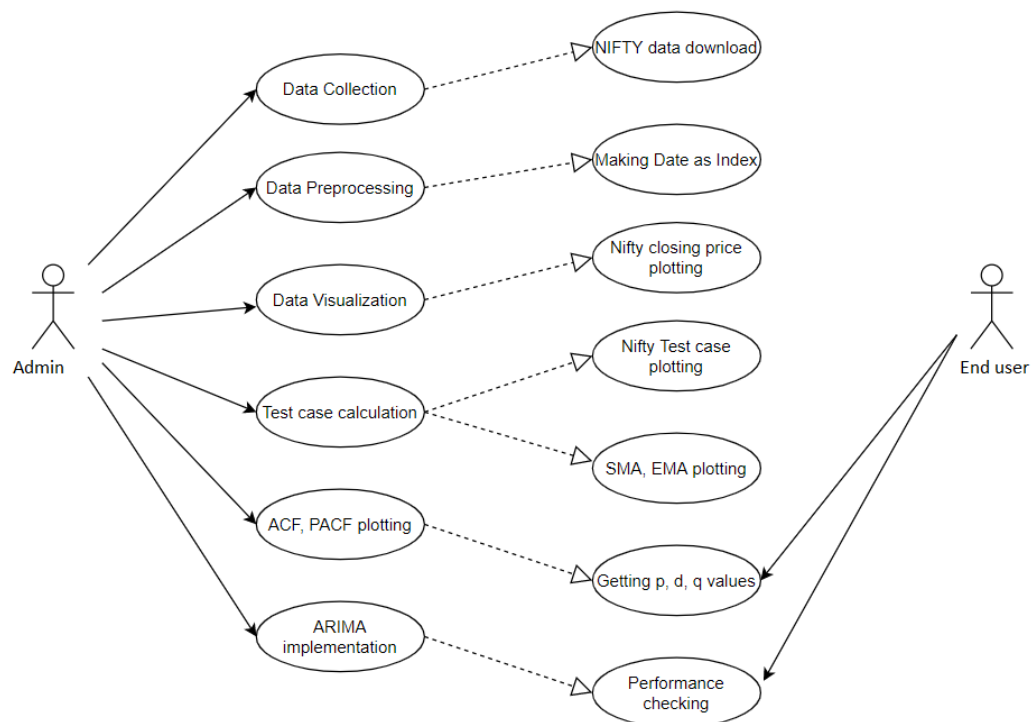 NIFTY data download
Data Collection
Making Date as Index
Data Preprocessing
Nifty closing price
plotting
Data Visualization
Nifty Test case
plotting
Admin
End user
Test case calculation
SMA, EMA plotting
ACF, PACF plotting
Getting p, d, q values
ARIMA
implementation
Performance
checking